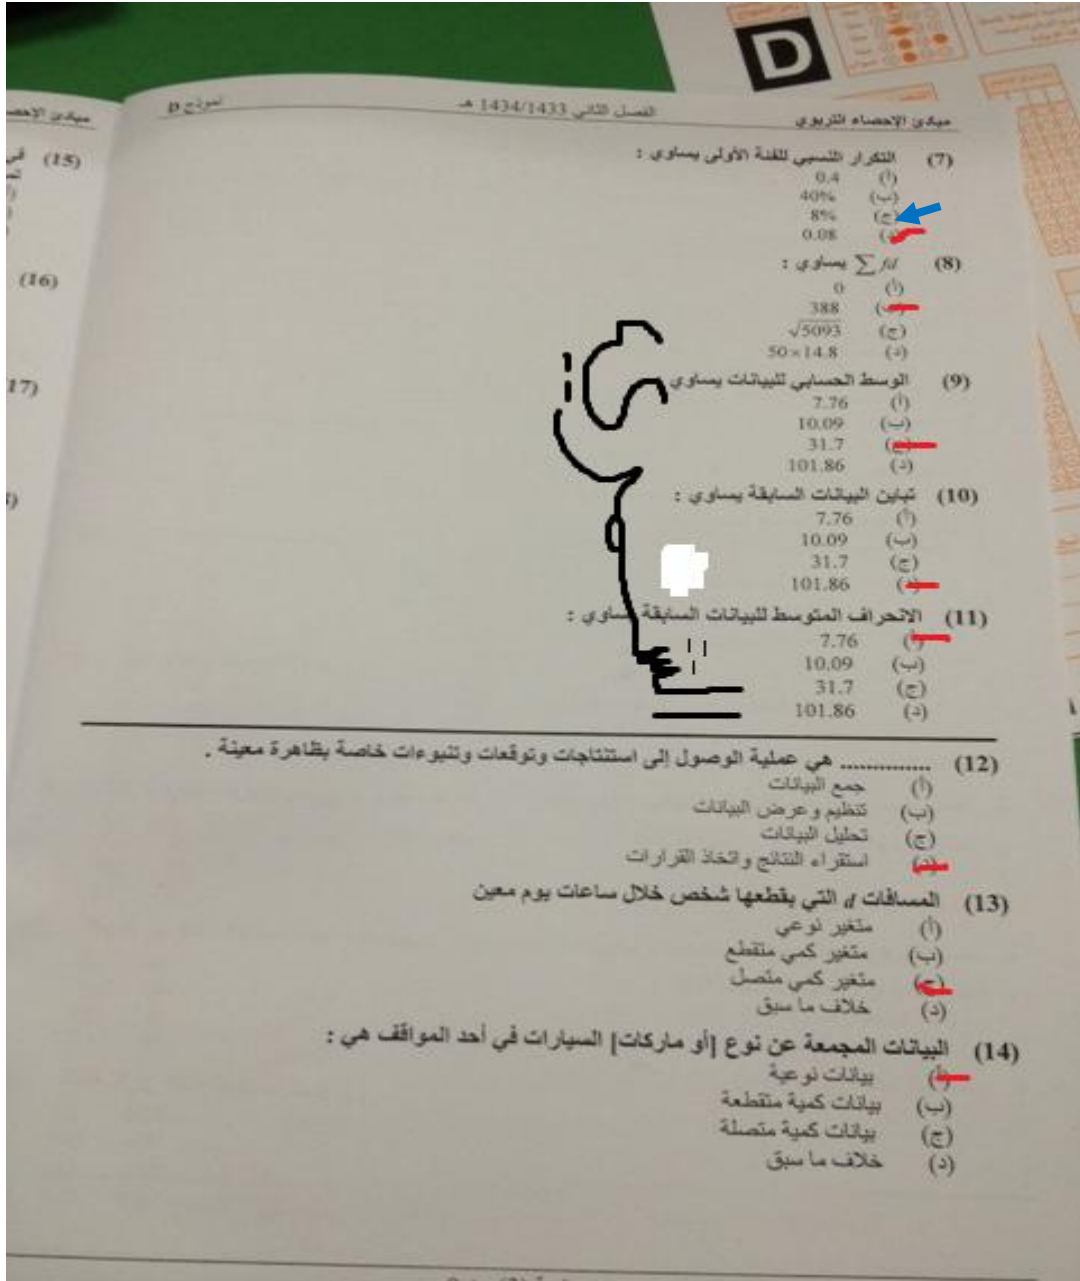 D
مبادئ الإحصاء التربوي
الفصل الثاني 1434/1433 هـ
نموذج D
(7) التكرار النسبي للفئة الأولى يساوي :
(أ) 0.4
(ب) 40%
(ج) 8%
(د) 0.08
(8) ∑ fd يساوي :
(أ) 0
(ب) 388
(ج) √5093
(د) 50×14.8
(9) الوسط الحسابي للبيانات يساوي
(أ) 7.76
(ب) 10.09
(ج) 31.7
(د) 101.86
(10) تباين البيانات السابقة يساوي :
(أ) 7.76
(ب) 10.09
(ج) 31.7
(د) 101.86
(11) الانحراف المتوسط للبيانات السابقة يساوي :
(أ) 7.76
(ب) 10.09
(ج) 31.7
(د) 101.86
(12) .............. هي عملية الوصول إلى استنتاجات وتوقعات وتنبوءات خاصة بظاهرة معينة .
(أ) جمع البيانات
(ب) تنظيم وعرض البيانات
(ج) تحليل البيانات
(د) استقراء النتائج واتخاذ القرارات
(13) المسافات d التي يقطعها شخص خلال ساعات يوم معين
(أ) متغير نوعي
(ب) متغير كمي متقطع
(ج) متغير كمي متصل
(د) خلاف ما سبق
(14) البيانات المجمعة عن نوع [أو ماركات] السيارات في أحد المواقف هي :
(أ) بيانات نوعية
(ب) بيانات كمية متقطعة
(ج) بيانات كمية متصلة
(د) خلاف ما سبق
(15) في
(16)
17)